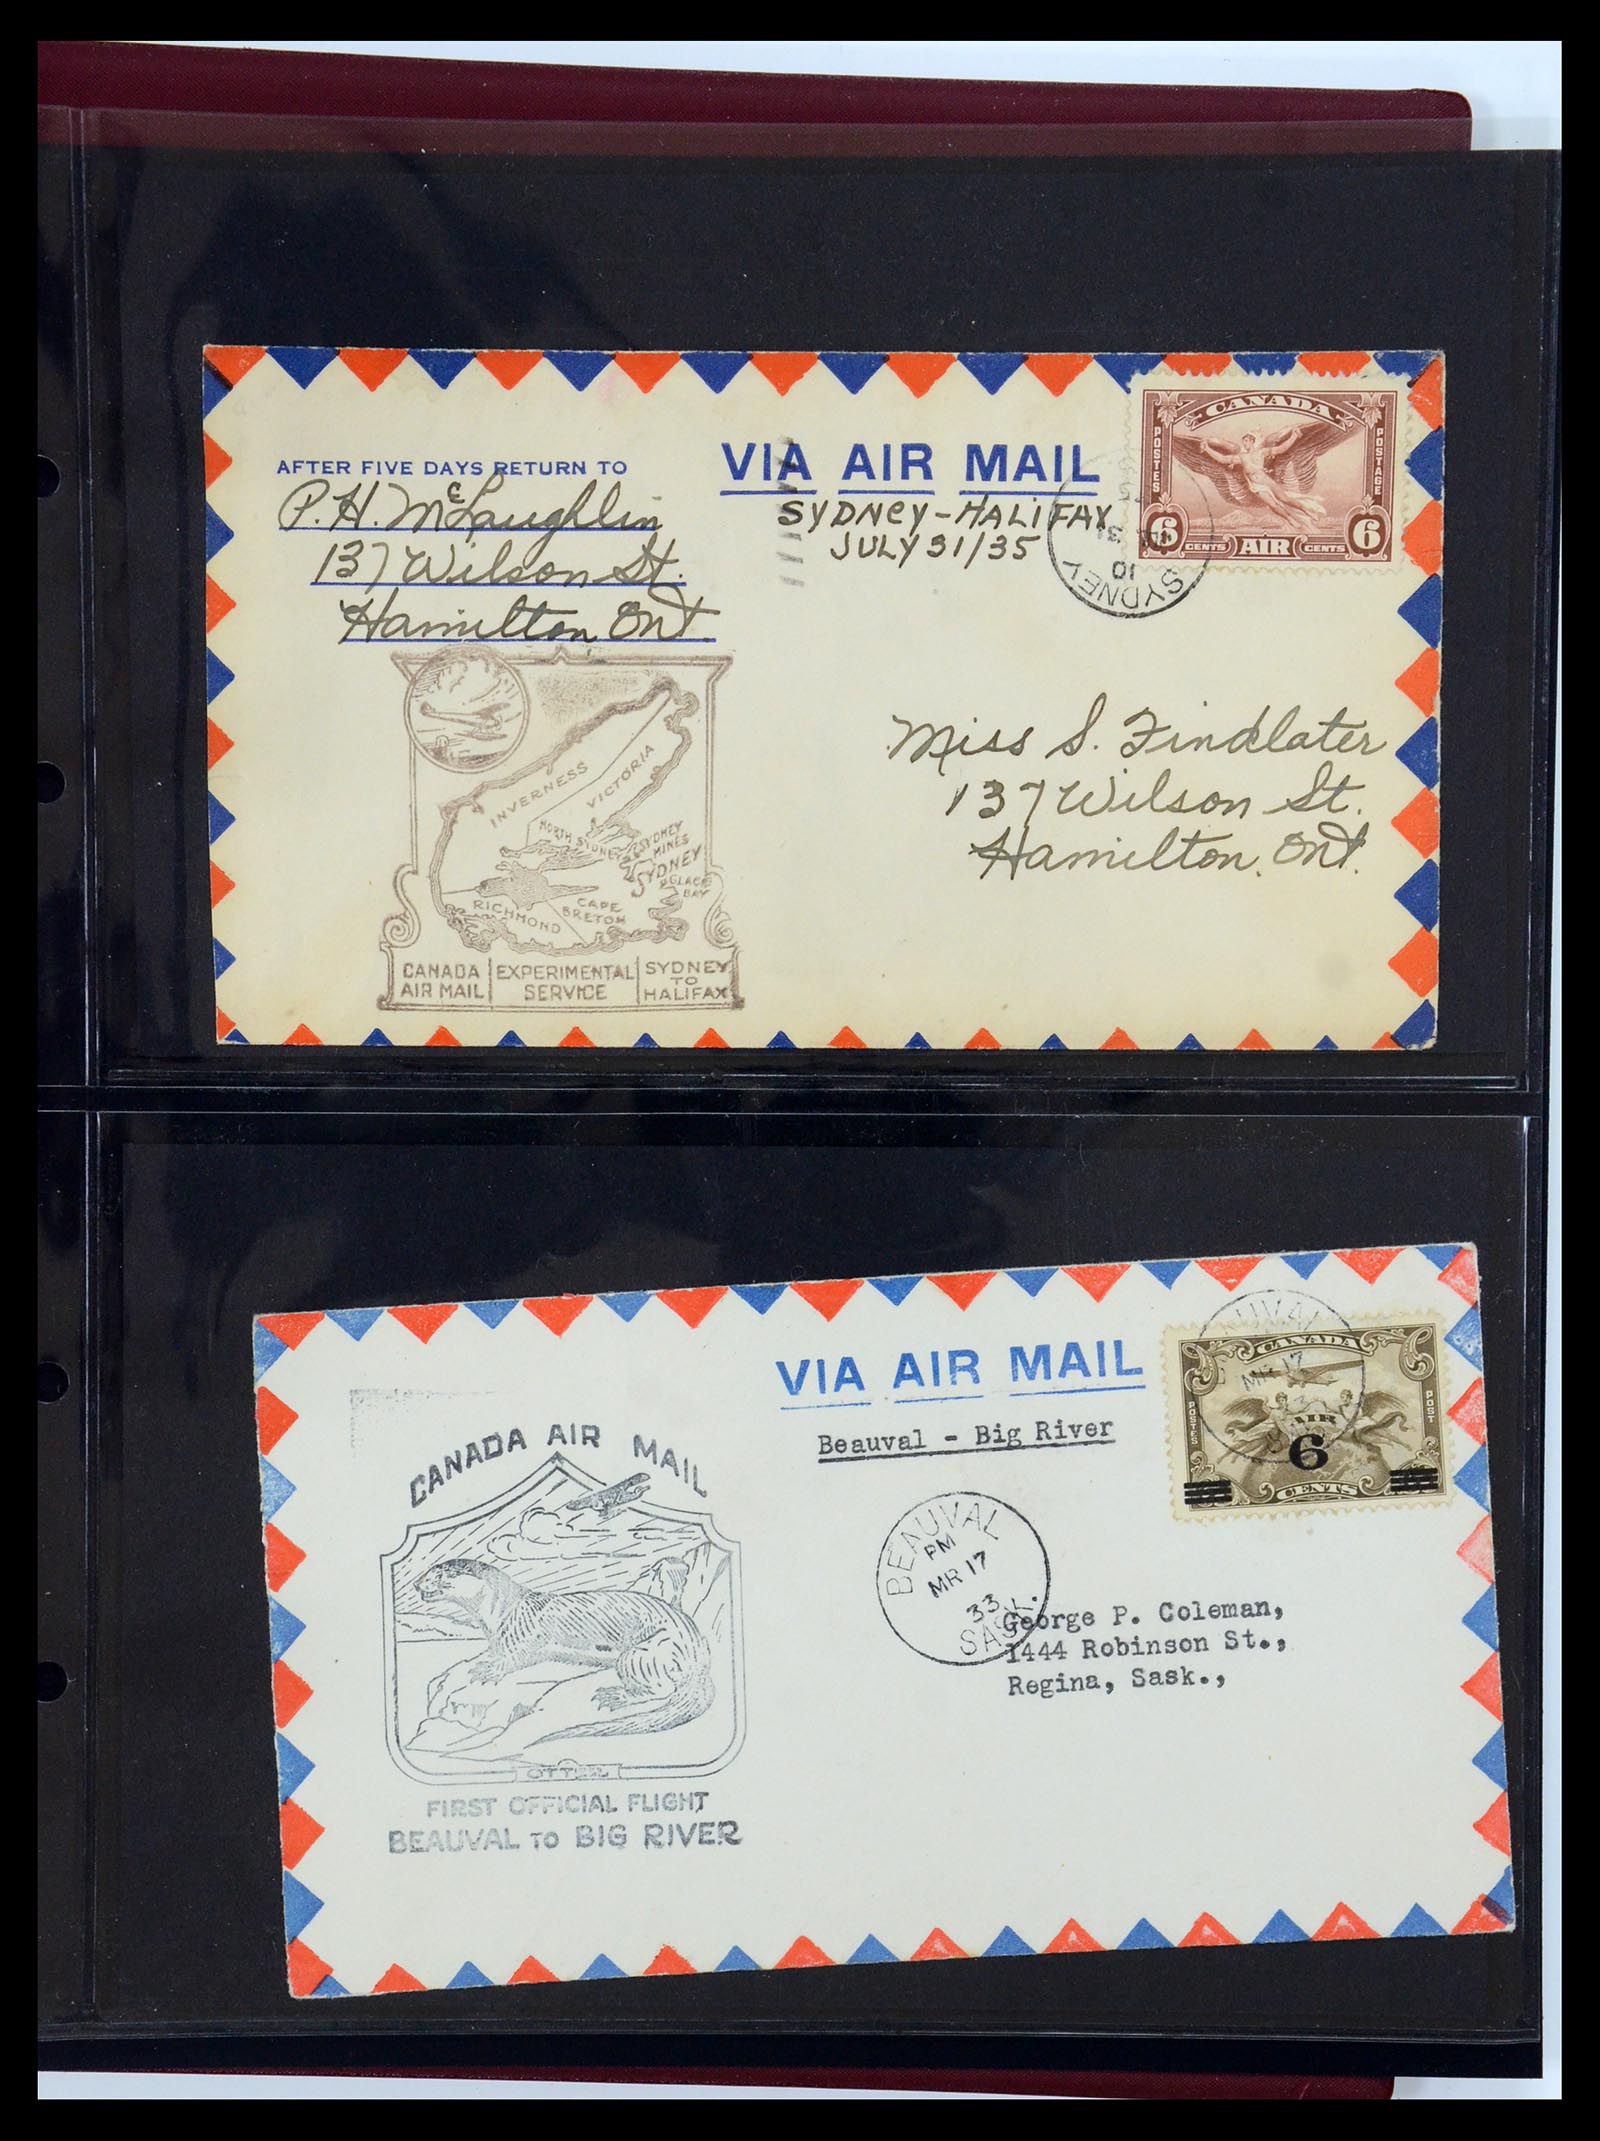 AFTER FIVE DAYS RETURN TO
P. H. McLaughlin
137 Wilson St.
Hamilton Ont
VIA AIR MAIL
SYDNEY-HALIFAX
JULY 31/35
CANADA
POSTES
POSTAGE
6 CENTS AIR CENTS 6
SYDNEY
31
10
Miss S. Findlater
137 Wilson St.
Hamilton, Ont.
INVERNESS
VICTORIA
NORTH SYDNEY
SYDNEY MINES
SYDNEY
GLACE BAY
CAPE BRETON
RICHMOND
CANADA AIR MAIL
EXPERIMENTAL SERVICE
SYDNEY TO HALIFAX
VIA AIR MAIL
Beauval - Big River
CANADA
POSTES
POST
AIR
6
CENTS
MR 17
BEAUVAL
PM
MR 17
33
SASK.
George P. Coleman,
1444 Robinson St.,
Regina, Sask.,
CANADA AIR MAIL
OTTER
FIRST OFFICIAL FLIGHT
BEAUVAL TO BIG RIVER